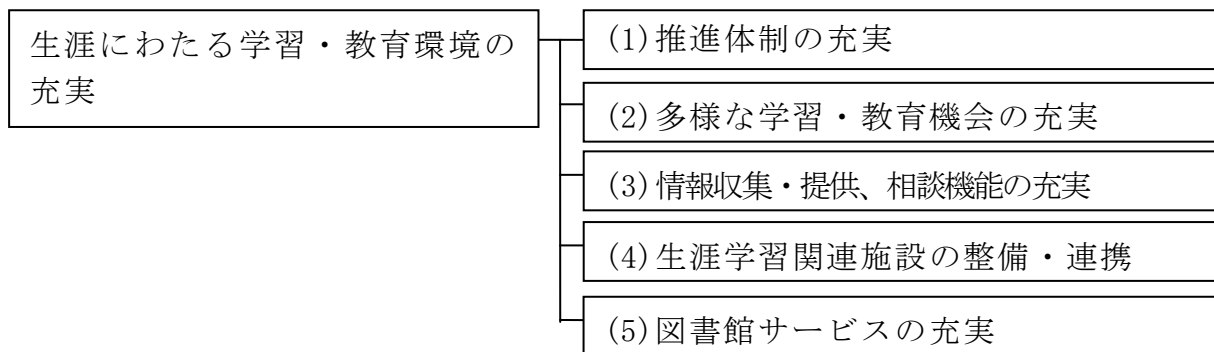 生涯にわたる学習・教育環境の
充実
(1)推進体制の充実
(2)多様な学習・教育機会の充実
(3)情報収集・提供、相談機能の充実
(4)生涯学習関連施設の整備・連携
(5)図書館サービスの充実